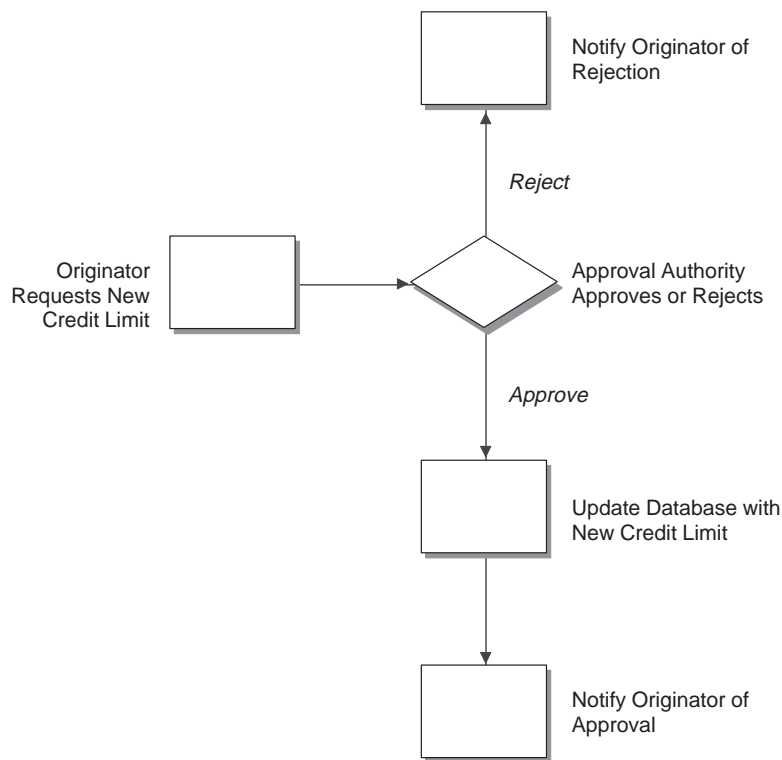 Notify Originator of
Rejection
Reject
Originator
Requests New
Credit Limit
Approval Authority
Approves or Rejects
Approve
Update Database with
New Credit Limit
Notify Originator of
Approval